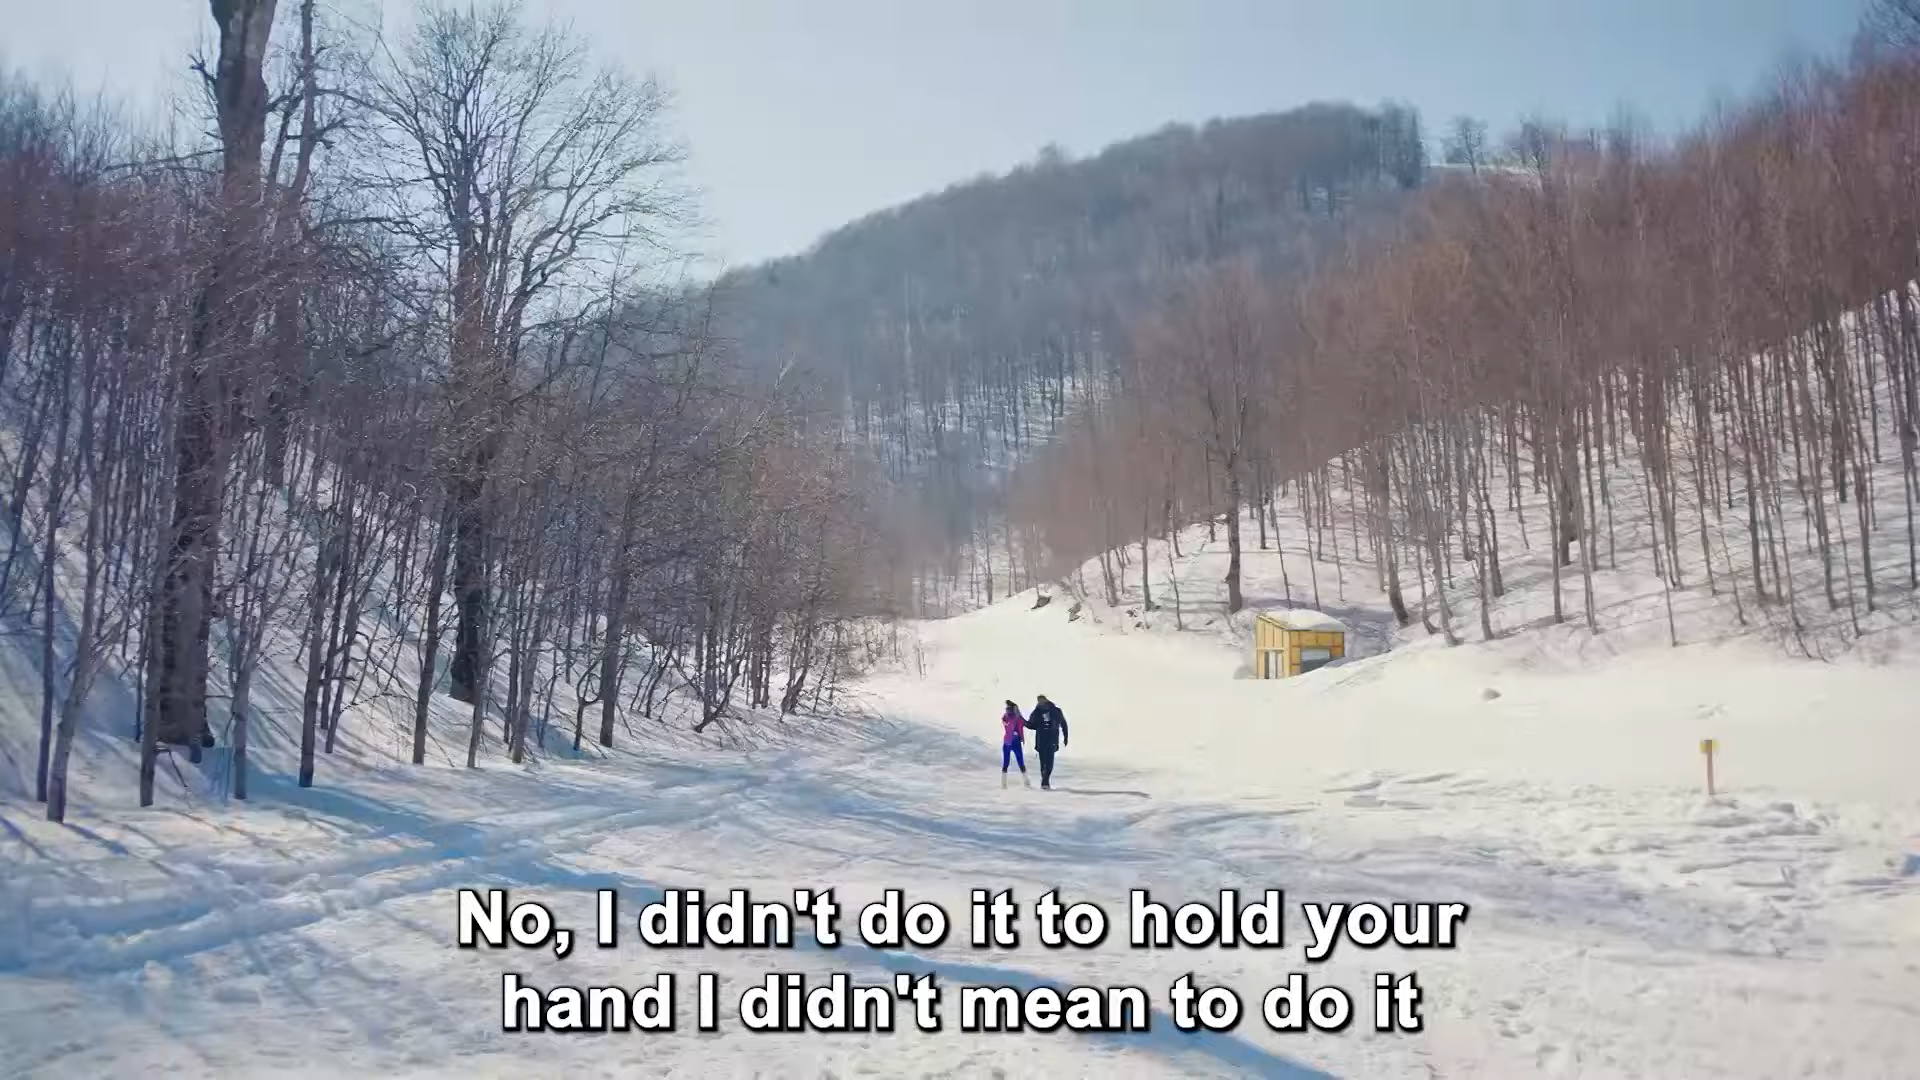 No, I didn't do it to hold your
hand I didn't mean to do it